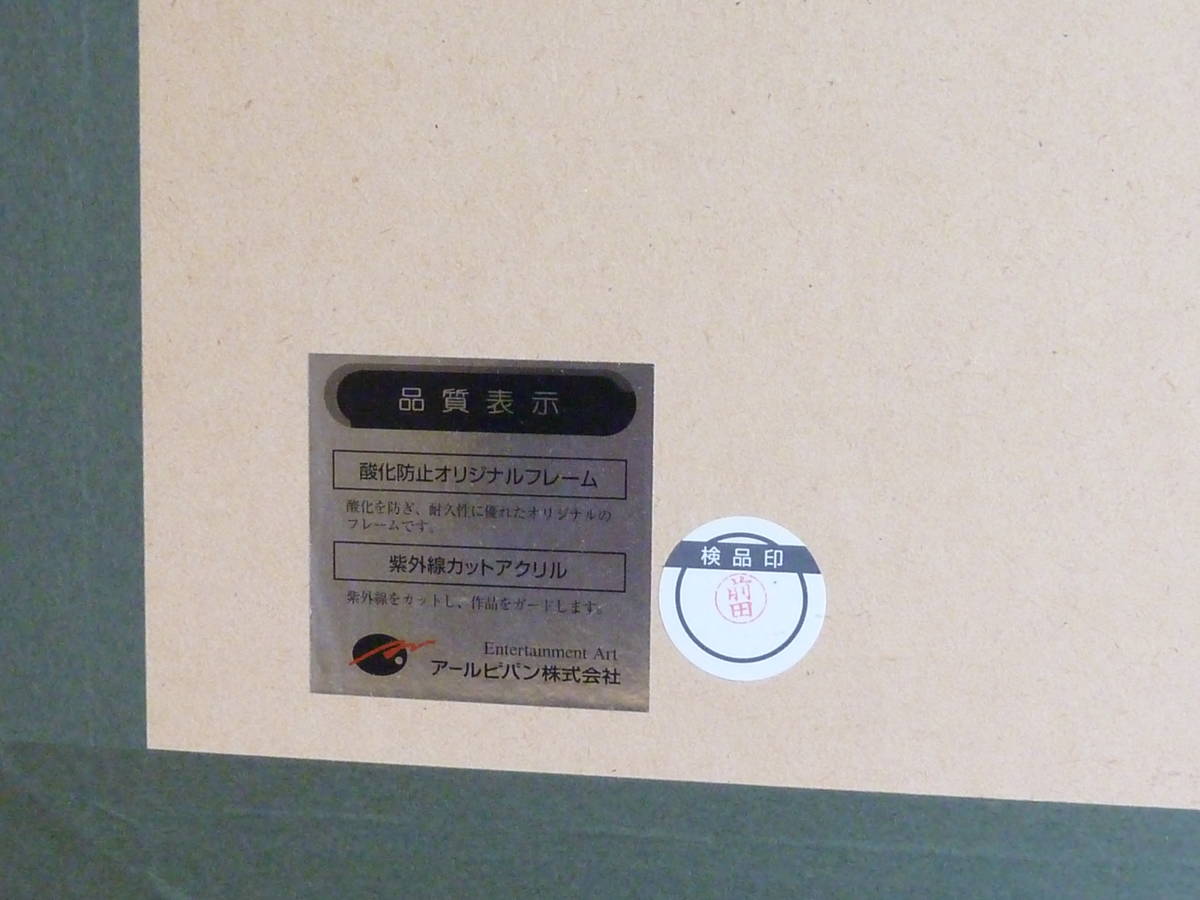 品質表示
酸化防止オリジナルフレーム
酸化を防ぎ、耐久性に優れたオリジナルの
フレームです。
紫外線カットアクリル
紫外線をカットし、作品をガードします。
Entertainment Art
アールビバン株式会社
検品印
前田